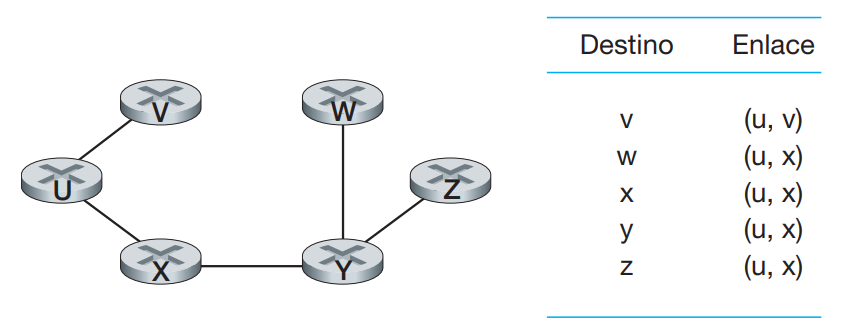 V
W
U
Z
X
Y
Destino Enlace
v (u, v)
w (u, x)
x (u, x)
y (u, x)
z (u, x)